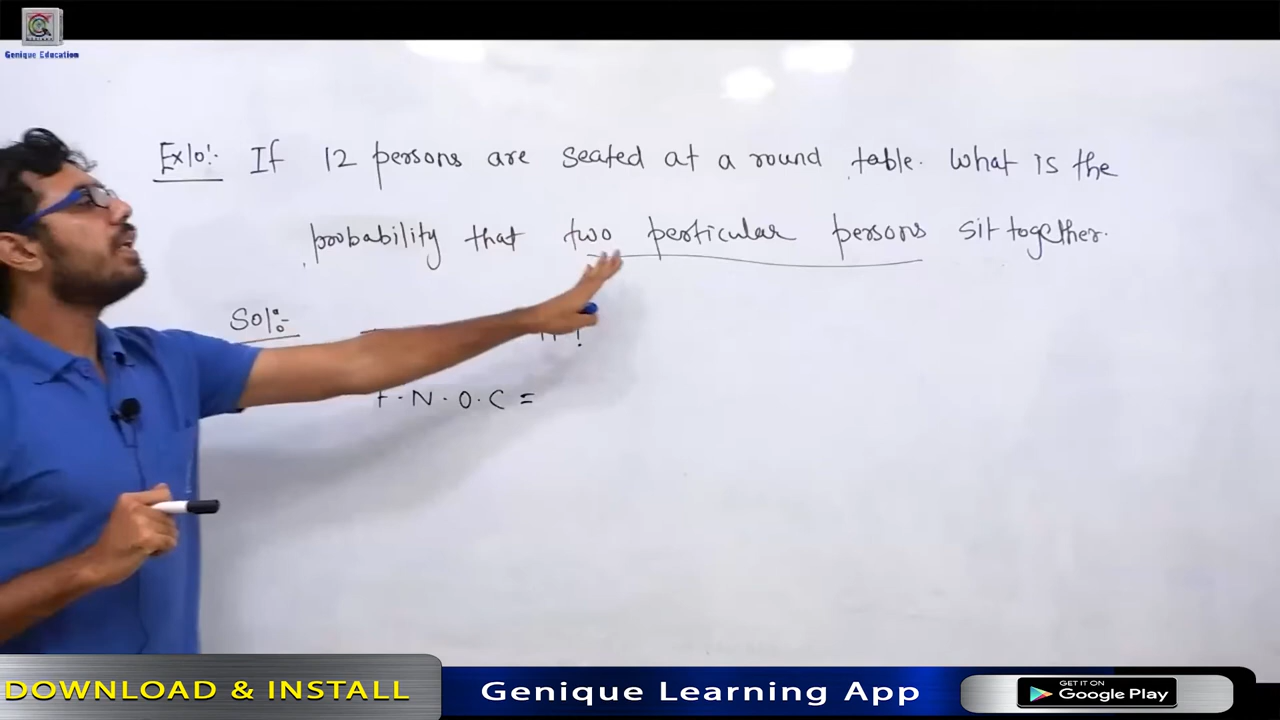 Genique Education
Ex10:- If 12 persons are seated at a round table. What is the
probability that two perticular persons sit together.
Sol:-
!
N.O.C =
DOWNLOAD & INSTALL
Genique Learning App
GET IT ON
Google Play